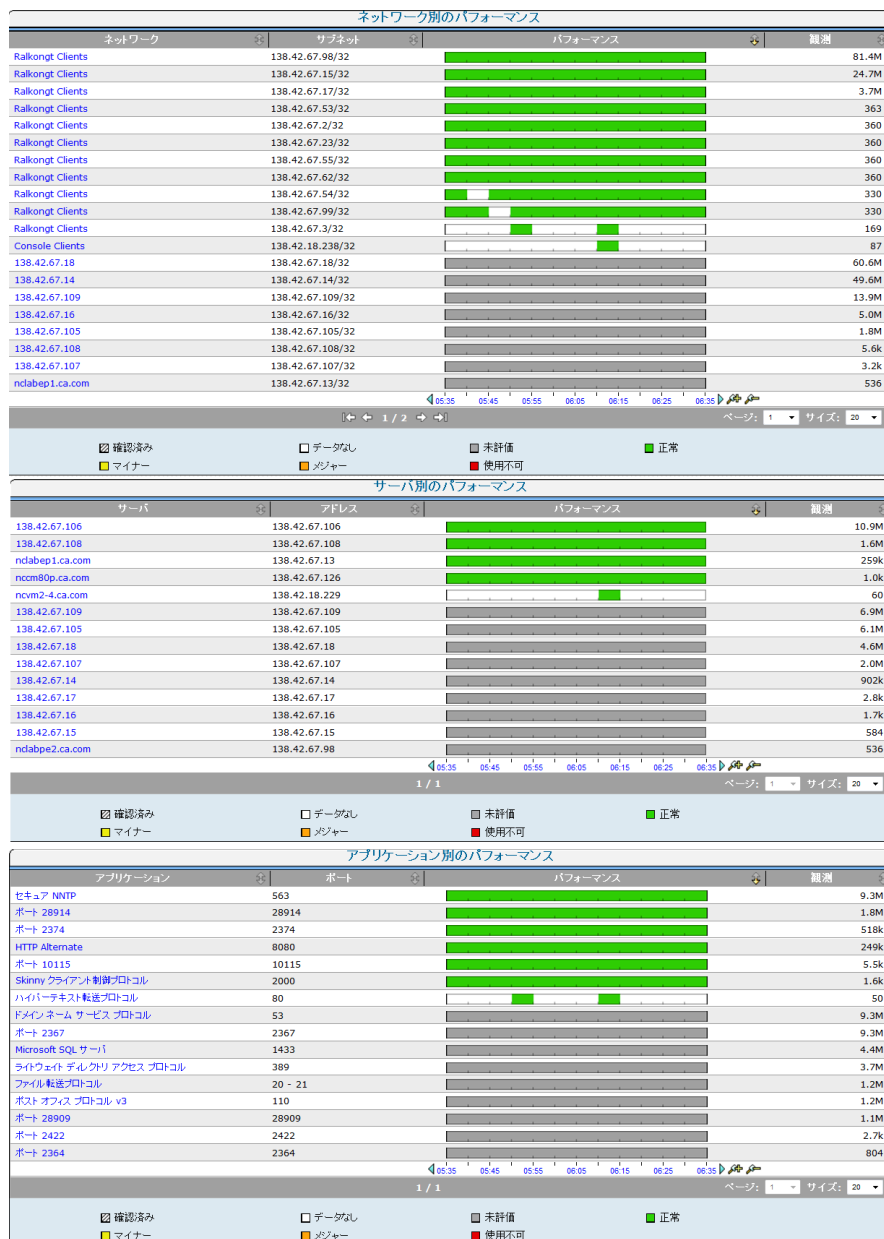 ネットワーク別のパフォーマンス
ネットワーク サブネット パフォーマンス 観測
Ralkongt Clients 138.42.67.98/32 81.4M
Ralkongt Clients 138.42.67.15/32 24.7M
Ralkongt Clients 138.42.67.17/32 3.7M
Ralkongt Clients 138.42.67.53/32 363
Ralkongt Clients 138.42.67.2/32 360
Ralkongt Clients 138.42.67.23/32 360
Ralkongt Clients 138.42.67.55/32 360
Ralkongt Clients 138.42.67.62/32 360
Ralkongt Clients 138.42.67.54/32 330
Ralkongt Clients 138.42.67.99/32 330
Ralkongt Clients 138.42.67.3/32 169
Console Clients 138.42.18.238/32 87
138.42.67.18 138.42.67.18/32 60.6M
138.42.67.14 138.42.67.14/32 49.6M
138.42.67.109 138.42.67.109/32 13.9M
138.42.67.16 138.42.67.16/32 5.0M
138.42.67.105 138.42.67.105/32 1.8M
138.42.67.108 138.42.67.108/32 5.6k
138.42.67.107 138.42.67.107/32 3.2k
nclabep1.ca.com 138.42.67.13/32 536
05:35 05:45 05:55 06:05 06:15 06:25 06:35
1 / 2 ページ: 1 サイズ: 20
確認済み データなし 未評価 正常
マイナー メジャー 使用不可
サーバ別のパフォーマンス
サーバ アドレス パフォーマンス 観測
138.42.67.106 138.42.67.106 10.9M
138.42.67.108 138.42.67.108 1.6M
nclabep1.ca.com 138.42.67.13 259k
nccm80p.ca.com 138.42.67.126 1.0k
ncvm2-4.ca.com 138.42.18.229 60
138.42.67.109 138.42.67.109 6.9M
138.42.67.105 138.42.67.105 6.1M
138.42.67.18 138.42.67.18 4.6M
138.42.67.107 138.42.67.107 2.0M
138.42.67.14 138.42.67.14 902k
138.42.67.17 138.42.67.17 2.8k
138.42.67.16 138.42.67.16 1.7k
138.42.67.15 138.42.67.15 584
nclabpe2.ca.com 138.42.67.98 536
05:35 05:45 05:55 06:05 06:15 06:25 06:35
1 / 1 ページ: 1 サイズ: 20
確認済み データなし 未評価 正常
マイナー メジャー 使用不可
アプリケーション別のパフォーマンス
アプリケーション ポート パフォーマンス 観測
セキュア NNTP 563 9.3M
ポート 28914 28914 1.8M
ポート 2374 2374 518k
HTTP Alternate 8080 249k
ポート 10115 10115 5.5k
Skinny クライアント制御プロトコル 2000 1.6k
ハイパーテキスト転送プロトコル 80 50
ドメイン ネーム サービス プロトコル 53 9.3M
ポート 2367 2367 9.3M
Microsoft SQL サーバ 1433 4.4M
ライトウェイト ディレクトリ アクセス プロトコル 389 3.7M
ファイル転送プロトコル 20 - 21 1.2M
ポスト オフィス プロトコル v3 110 1.2M
ポート 28909 28909 1.1M
ポート 2422 2422 2.7k
ポート 2364 2364 804
05:35 05:45 05:55 06:05 06:15 06:25 06:35
1 / 1 ページ: 1 サイズ: 20
確認済み データなし 未評価 正常
マイナー メジャー 使用不可